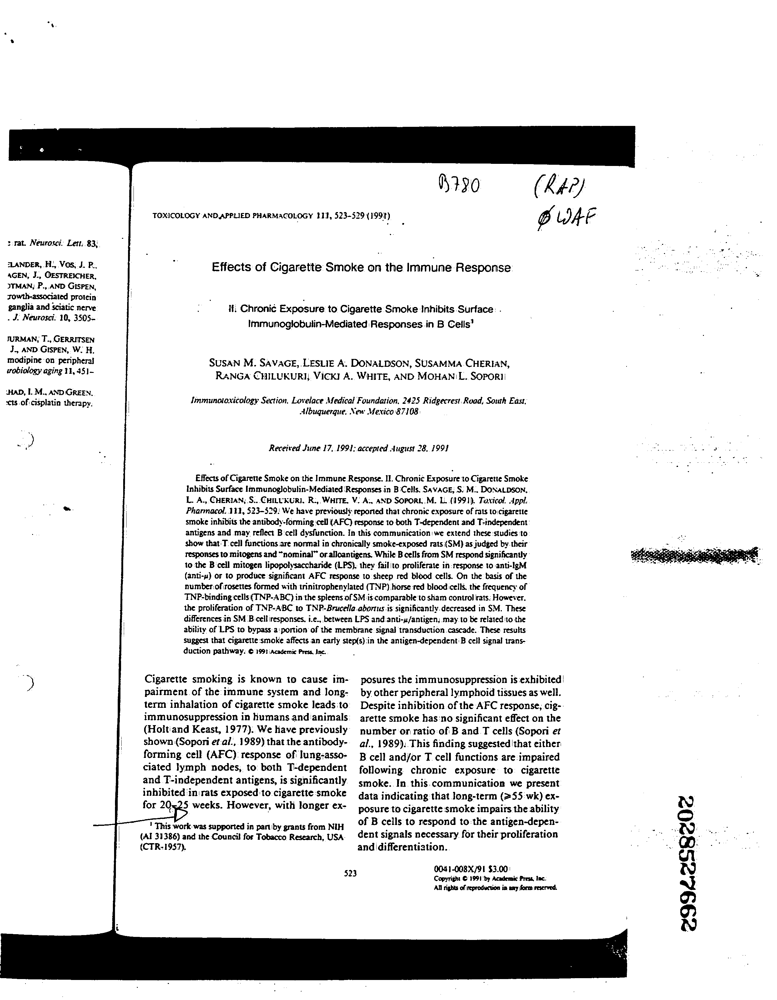 B780
(RAP)
TOXICOLOGY AND APPLIED PHARMACOLOGY 111, 523-529 (1991)
WAF
: rat. Neurosci. Lett. 83,
ELANDER, H., VOS, J. P.,
AGEN, J., OESTREICHER,
OTMAN, P., AND GISPEN,
rowth-associated protein
ganglia and sciatic nerve
. J. Neurosci. 10, 3505-
URMAN, T., GERRITSEN
J., AND GISPEN, W. H.
modipine on peripheral
urobiology aging 11, 451-
HAD, I. M., AND GREEN,
cts of cisplatin therapy.
Effects of Cigarette Smoke on the Immune Response
II. Chronic Exposure to Cigarette Smoke Inhibits Surface
Immunoglobulin-Mediated Responses in B Cells¹
SUSAN M. SAVAGE, LESLIE A. DONALDSON, SUSAMMA CHERIAN,
RANGA CHILUKURI, VICKI A. WHITE, AND MOHAN L. SOPORI
Immunotoxicology Section, Lovelace Medical Foundation, 2425 Ridgecrest Road, South East,
Albuquerque, New Mexico 87108
Received June 17, 1991; accepted August 28, 1991
Effects of Cigarette Smoke on the Immune Response. II. Chronic Exposure to Cigarette Smoke
Inhibits Surface Immunoglobulin-Mediated Responses in B Cells. SAVAGE, S. M., DONALDSON,
L. A., CHERIAN, S., CHILUKURI, R., WHITE, V. A., AND SOPORI, M. L. (1991). Toxicol. Appl.
Pharmacol. 111, 523-529. We have previously reported that chronic exposure of rats to cigarette
smoke inhibits the antibody-forming cell (AFC) response to both T-dependent and T-independent
antigens and may reflect B cell dysfunction. In this communication we extend these studies to
show that T cell functions are normal in chronically smoke-exposed rats (SM) as judged by their
responses to mitogens and "nominal" or alloantigens. While B cells from SM respond significantly
to the B cell mitogen lipopolysaccharide (LPS), they fail to proliferate in response to anti-IgM
(anti-μ) or to produce significant AFC response to sheep red blood cells. On the basis of the
number of rosettes formed with trinitrophenylated (TNP) horse red blood cells, the frequency of
TNP-binding cells (TNP-ABC) in the spleens of SM is comparable to sham control rats. However,
the proliferation of TNP-ABC to TNP-Brucella abortus is significantly decreased in SM. These
differences in SM B cell responses, i.e., between LPS and anti-μ/antigen, may to be related to the
ability of LPS to bypass a portion of the membrane signal transduction cascade. These results
suggest that cigarette smoke affects an early step(s) in the antigen-dependent B cell signal trans-
duction pathway. © 1991 Academic Press, Inc.
Cigarette smoking is known to cause im-
pairment of the immune system and long-
term inhalation of cigarette smoke leads to
immunosuppression in humans and animals
(Holt and Keast, 1977). We have previously
shown (Sopori et al., 1989) that the antibody-
forming cell (AFC) response of lung-asso-
ciated lymph nodes, to both T-dependent
and T-independent antigens, is significantly
inhibited in rats exposed to cigarette smoke
for 20-25 weeks. However, with longer ex-
¹ This work was supported in part by grants from NIH
(AI 31386) and the Council for Tobacco Research, USA
(CTR-1957).
posures the immunosuppression is exhibited
by other peripheral lymphoid tissues as well.
Despite inhibition of the AFC response, cig-
arette smoke has no significant effect on the
number or ratio of B and T cells (Sopori et
al., 1989). This finding suggested that either
B cell and/or T cell functions are impaired
following chronic exposure to cigarette
smoke. In this communication we present
data indicating that long-term (≥55 wk) ex-
posure to cigarette smoke impairs the ability
of B cells to respond to the antigen-depen-
dent signals necessary for their proliferation
and differentiation.
523
0041-008X/91 $3.00
Copyright © 1991 by Academic Press, Inc.
All rights of reproduction in any form reserved.
2028527662